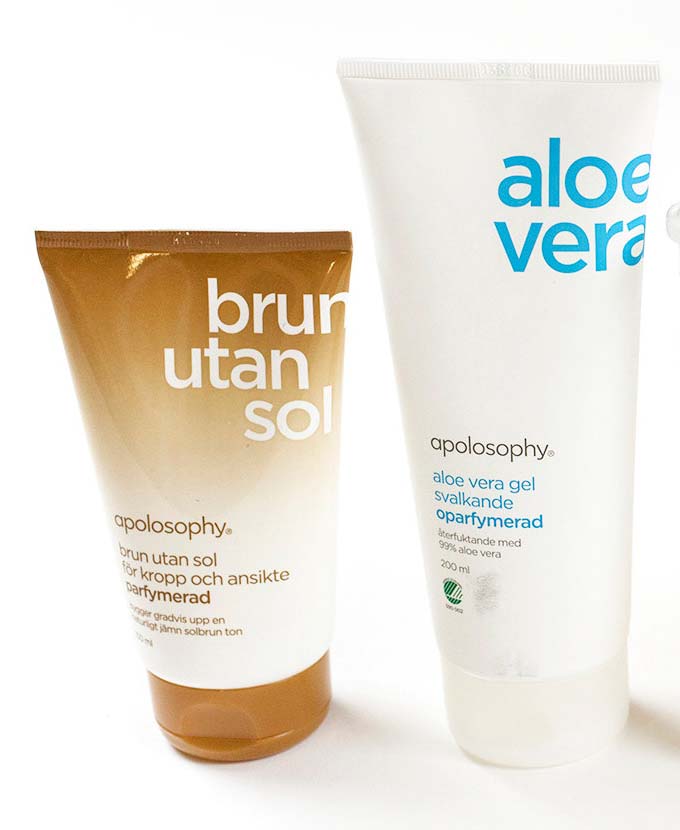 brun
utan
sol
apolosophy®
brun utan sol
för kropp och ansikte
parfymerad
bygger gradvis upp en
naturligt jämn solbrun ton
ml
aloe
vera
apolosophy®
aloe vera gel
svalkande
oparfymerad
återfuktande med
99% aloe vera
200 ml